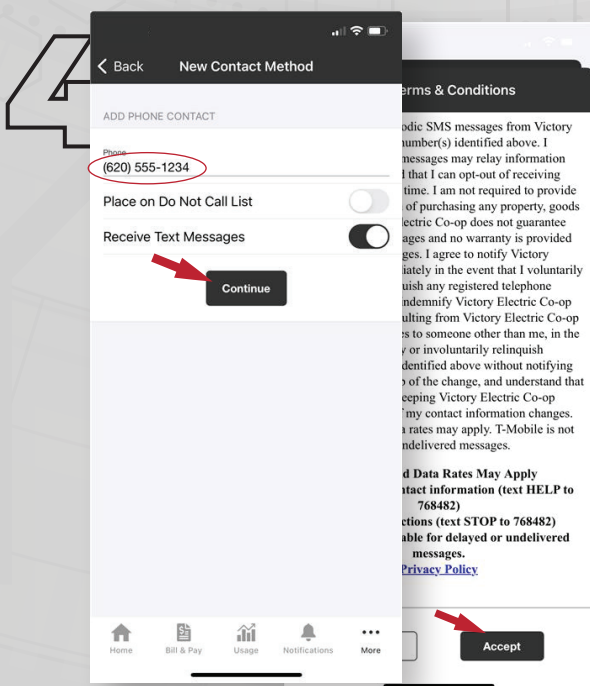 4
Back New Contact Method
ADD PHONE CONTACT
Phone
(620) 555-1234
Place on Do Not Call List
Receive Text Messages
Continue
Home Bill & Pay Usage Notifications More
erms & Conditions
odic SMS messages from Victory
number(s) identified above. I
messages may relay information
that I can opt-out of receiving
time. I am not required to provide
of purchasing any property, goods
lectric Co-op does not guarantee
ages and no warranty is provided
ges. I agree to notify Victory
iately in the event that I voluntarily
uish any registered telephone
indemnify Victory Electric Co-op
ulting from Victory Electric Co-op
es to someone other than me, in the
y or involuntarily relinquish
dentified above without notifying
of the change, and understand that
eeping Victory Electric Co-op
my contact information changes.
a rates may apply. T-Mobile is not
ndelivered messages.
d Data Rates May Apply
ntact information (text HELP to
768482)
ctions (text STOP to 768482)
able for delayed or undelivered
messages.
Privacy Policy
Accept